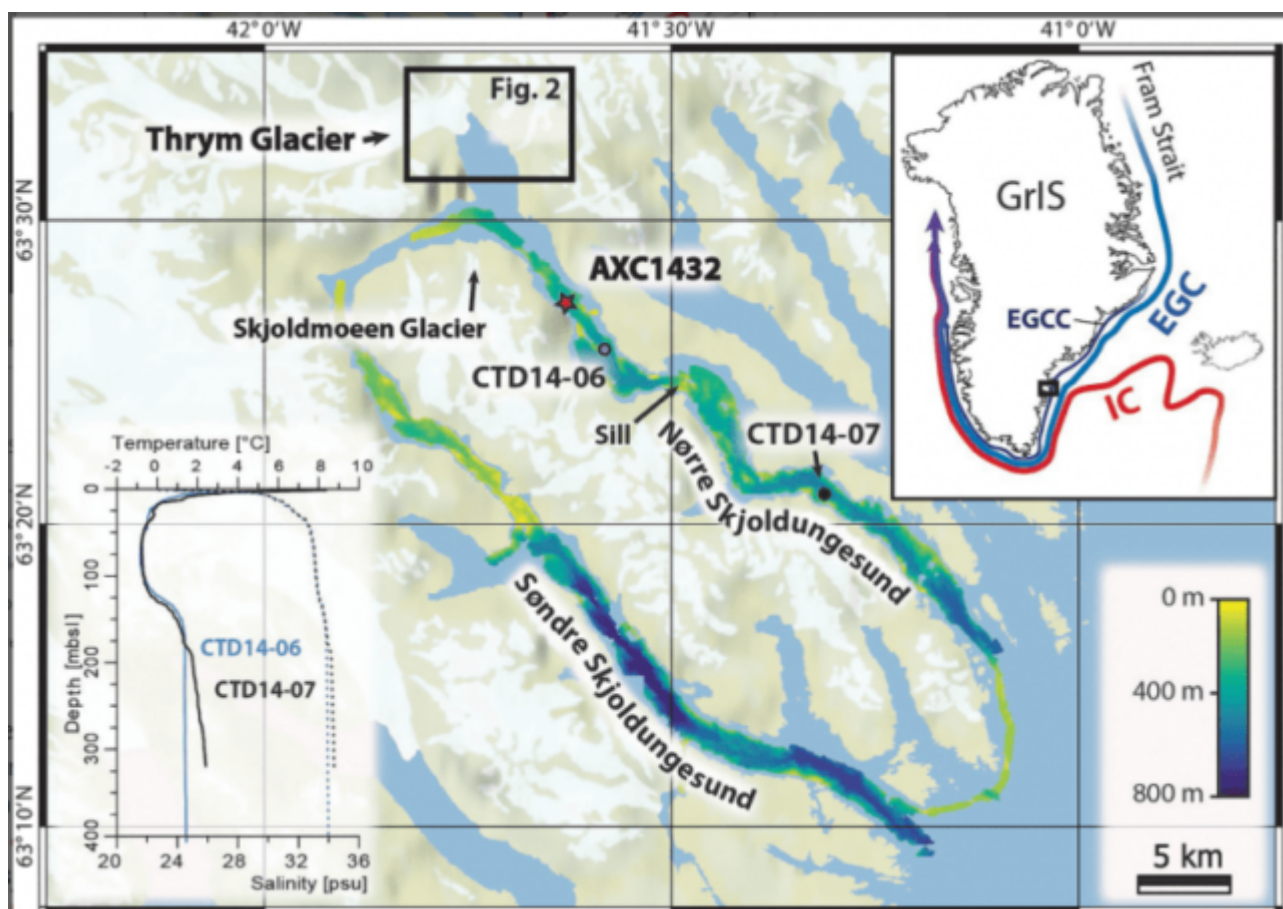 42°0'W
41°30'W
41°0'W
Fig. 2
Thrym Glacier
63°30'N
AXC1432
Skjoldmoeen Glacier
CTD14-06
Sill
CTD14-07
Nørre Skjoldungesund
63°20'N
Søndre Skjoldungesund
63°10'N
Fram Strait
GrIS
EGCC
EGC
IC
Temperature [°C]
-2 0 2 4 6 8 10
0
100
200
300
400
Depth [mbsl]
CTD14-06
CTD14-07
20 24 28 32 36
Salinity [psu]
0 m
400 m
800 m
5 km